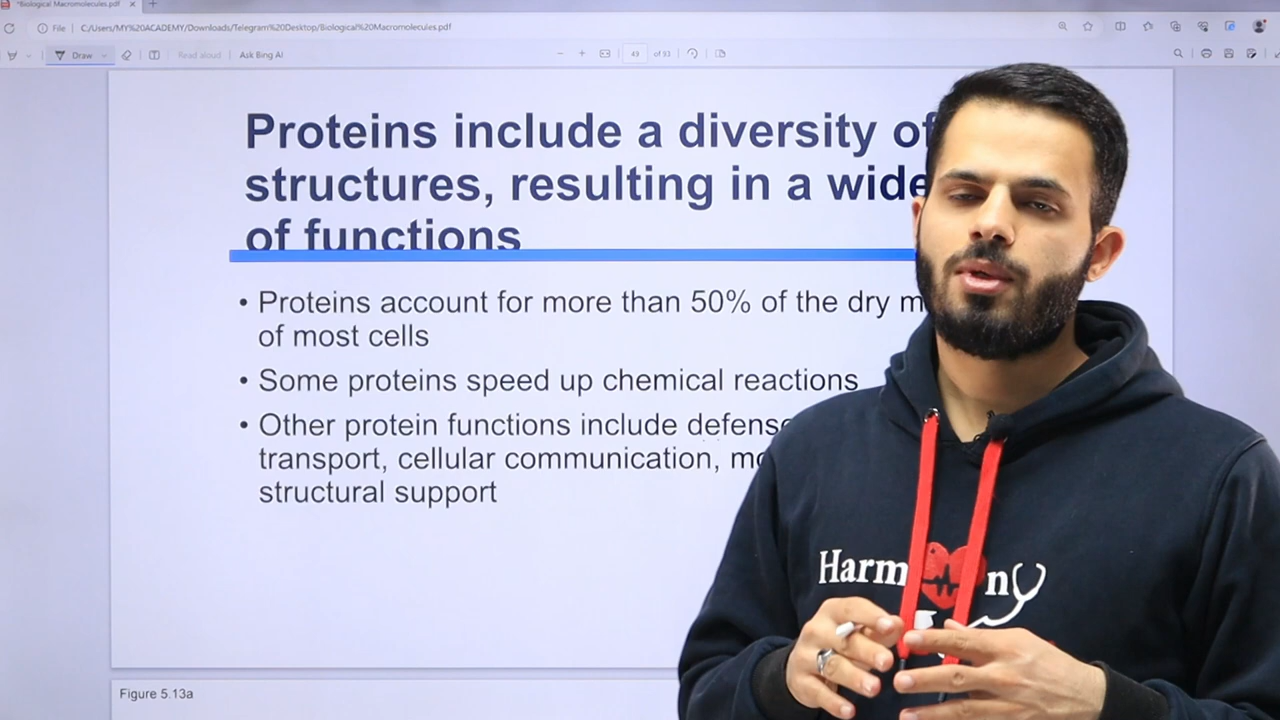 *Biological Macromolecules.pdf
File C:/Users/MY%20ACADEMY/Downloads/Telegram%20Desktop/Biological%20Macromolecules.pdf
Draw Read aloud Ask Bing AI 49 of 93
Proteins include a diversity of
structures, resulting in a wide
of functions
• Proteins account for more than 50% of the dry m
of most cells
• Some proteins speed up chemical reactions
• Other protein functions include defense
transport, cellular communication, mo
structural support
Figure 5.13a
Harm ny